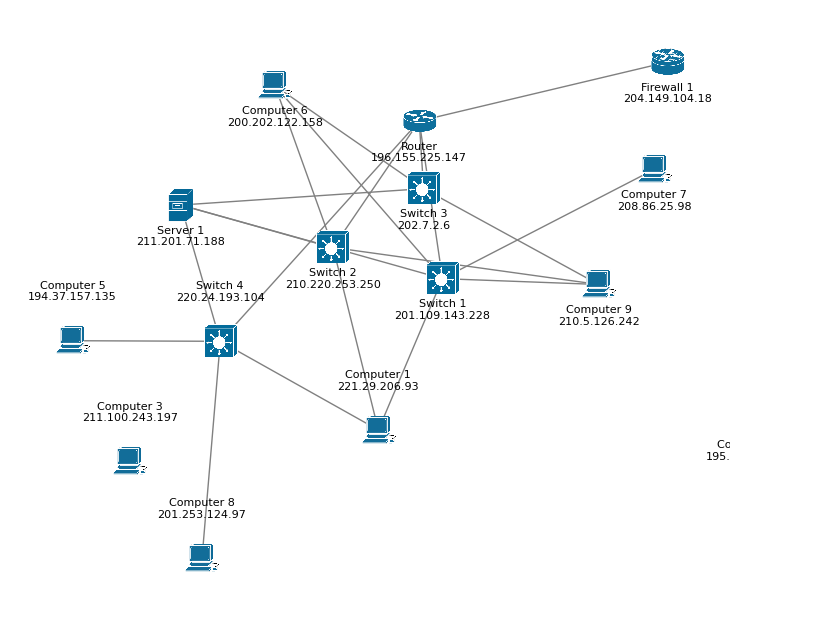 Firewall 1
204.149.104.18
Computer 6
200.202.122.158
Router
196.155.225.147
Computer 7
208.86.25.98
Switch 3
202.7.2.6
Server 1
211.201.71.188
Switch 2
210.220.253.250
Computer 5
194.37.157.135
Switch 4
220.24.193.104
Switch 1
201.109.143.228
Computer 9
210.5.126.242
Computer 1
221.29.206.93
Computer 3
211.100.243.197
Co
195.
Computer 8
201.253.124.97